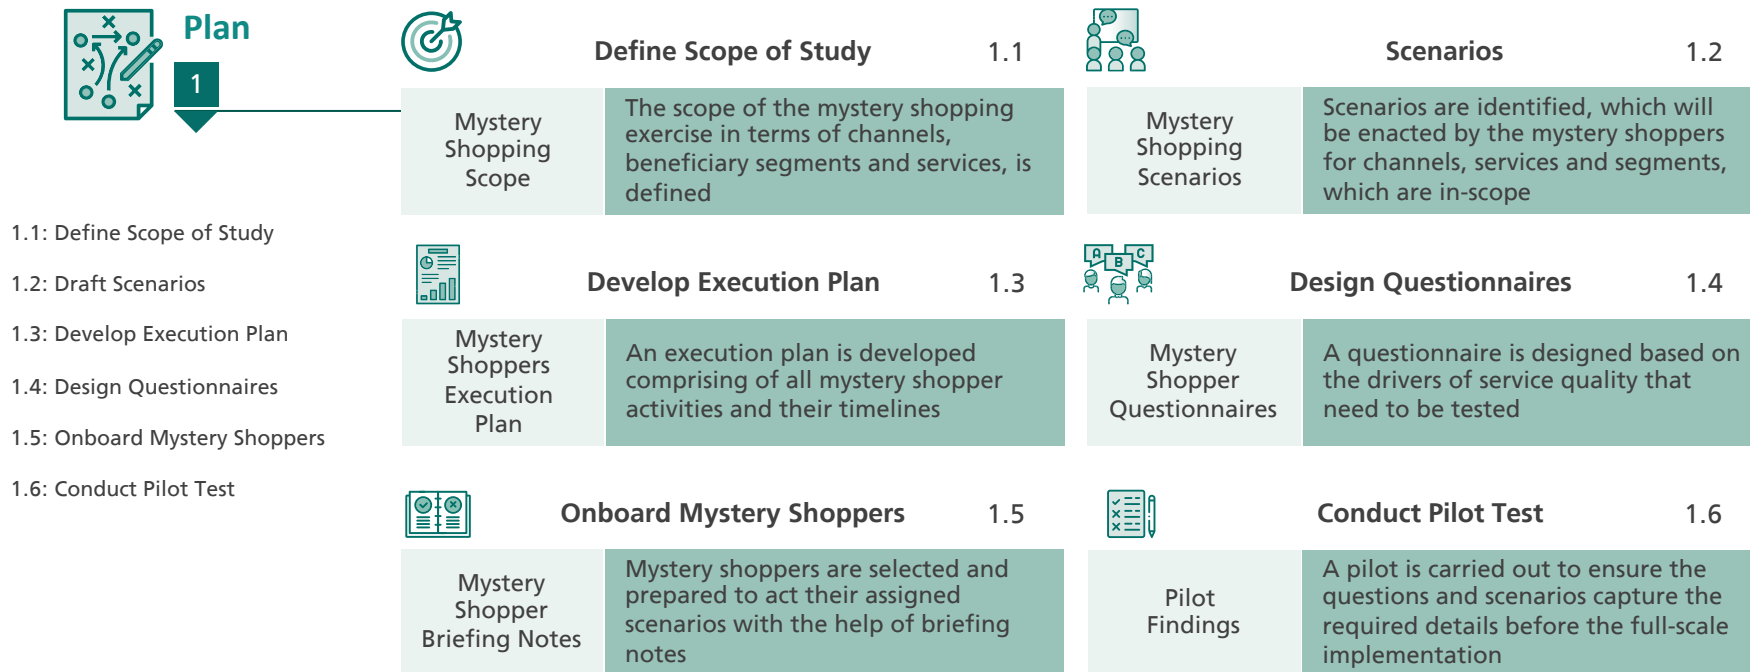 Plan
1
1.1: Define Scope of Study
1.2: Draft Scenarios
1.3: Develop Execution Plan
1.4: Design Questionnaires
1.5: Onboard Mystery Shoppers
1.6: Conduct Pilot Test
Define Scope of Study 1.1
Mystery
Shopping
Scope
The scope of the mystery shopping
exercise in terms of channels,
beneficiary segments and services, is
defined
Scenarios 1.2
Mystery
Shopping
Scenarios
Scenarios are identified, which will
be enacted by the mystery shoppers
for channels, services and segments,
which are in-scope
Develop Execution Plan 1.3
Mystery
Shoppers
Execution
Plan
An execution plan is developed
comprising of all mystery shopper
activities and their timelines
A B C
Design Questionnaires 1.4
Mystery
Shopper
Questionnaires
A questionnaire is designed based on
the drivers of service quality that
need to be tested
Onboard Mystery Shoppers 1.5
Mystery
Shopper
Briefing Notes
Mystery shoppers are selected and
prepared to act their assigned
scenarios with the help of briefing
notes
Conduct Pilot Test 1.6
Pilot
Findings
A pilot is carried out to ensure the
questions and scenarios capture the
required details before the full-scale
implementation